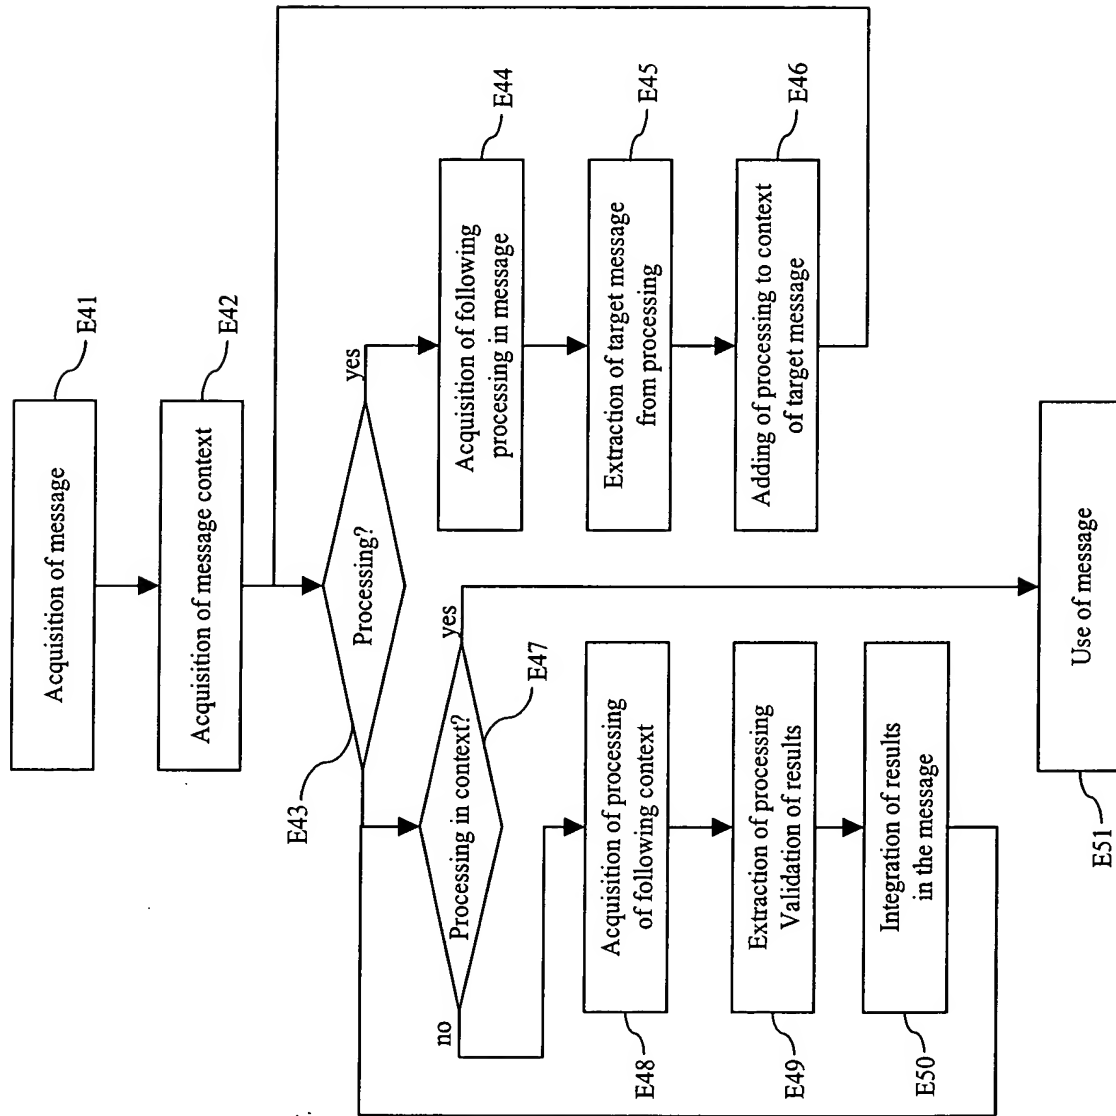 Acquisition of message
E41
Acquisition of message context
E42
Processing?
E43
yes
Acquisition of following
processing in message
E44
Extraction of target message
from processing
E45
Adding of processing to context
of target message
E46
Processing in context?
E47
yes
no
Acquisition of processing
of following context
E48
Extraction of processing
Validation of results
E49
Integration of results
in the message
E50
Use of message
E51